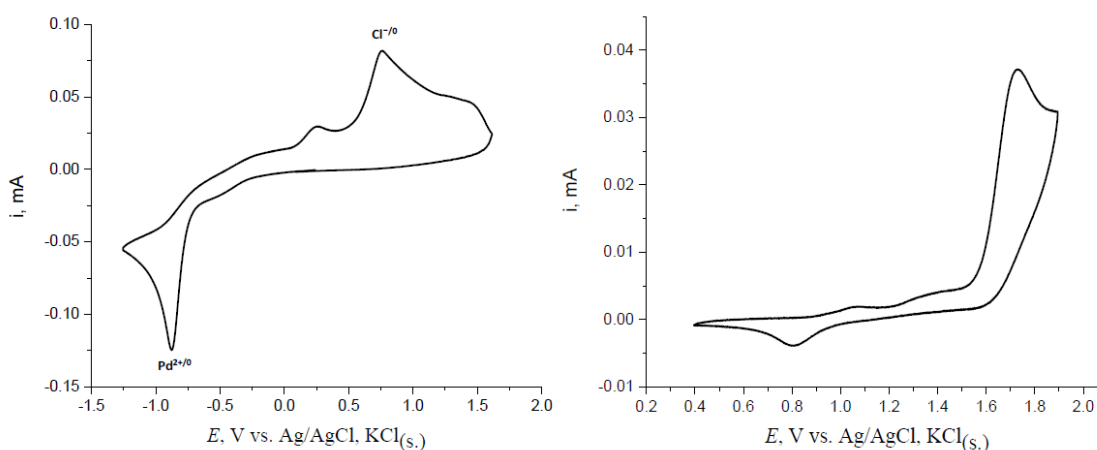 0.10
0.05
0.00
-0.05
-0.10
-0.15
i, mA
Cl⁻/⁰
Pd²⁺/⁰
-1.5 -1.0 -0.5 0.0 0.5 1.0 1.5 2.0
E, V vs. Ag/AgCl, KCl(s.)
0.04
0.03
0.02
0.01
0.00
-0.01
i, mA
0.2 0.4 0.6 0.8 1.0 1.2 1.4 1.6 1.8 2.0
E, V vs. Ag/AgCl, KCl(s.)